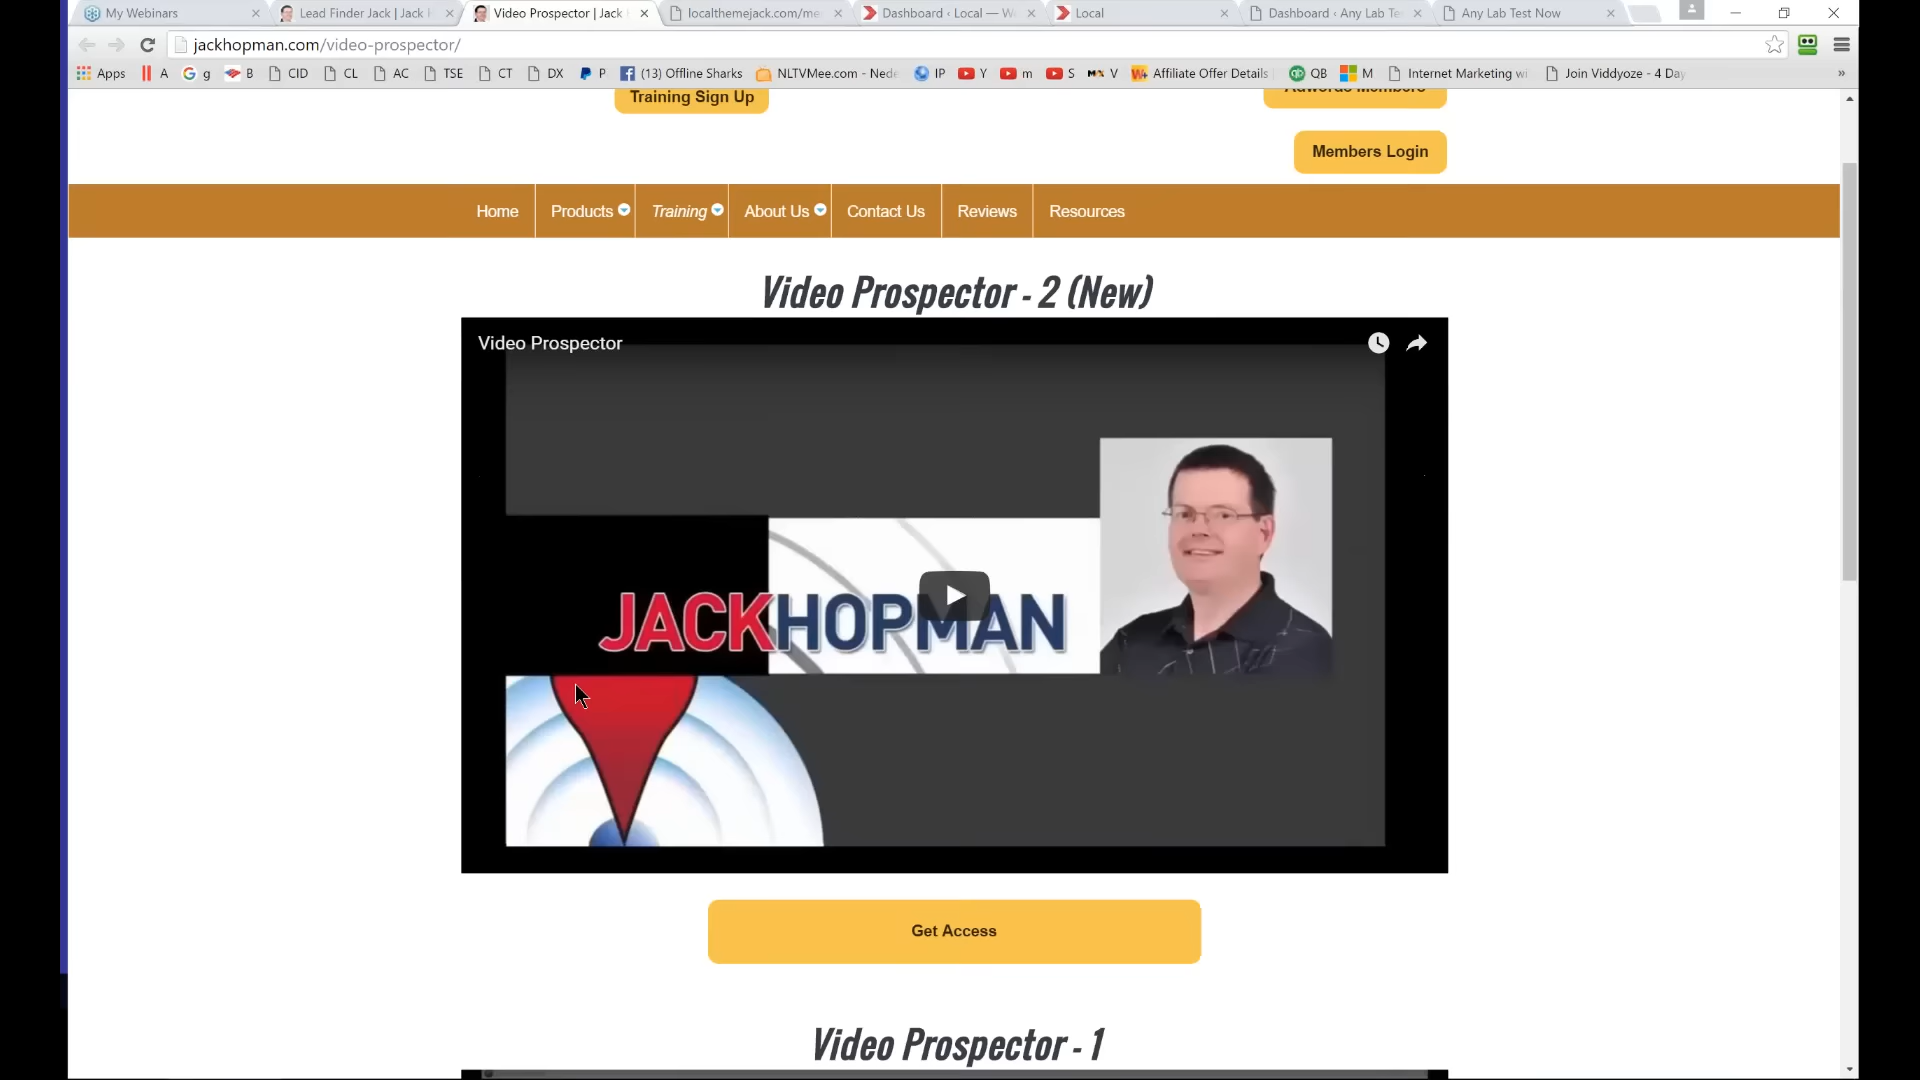 My Webinars
Lead Finder Jack | Jack
Video Prospector | Jack
localthemejack.com/me
Dashboard ‹ Local — W
Local
Dashboard ‹ Any Lab Te
Any Lab Test Now
jackhopman.com/video-prospector/
Apps A g B CID CL AC TSE CT DX P (13) Offline Sharks NLTVMee.com - Nede IP Y m S V Affiliate Offer Details QB M Internet Marketing wi Join Viddyoze - 4 Day »
Training Sign Up
Adwords Members
Members Login
Home Products Training About Us Contact Us Reviews Resources
Video Prospector - 2 (New)
Video Prospector
JACKHOPMAN
Get Access
Video Prospector - 1